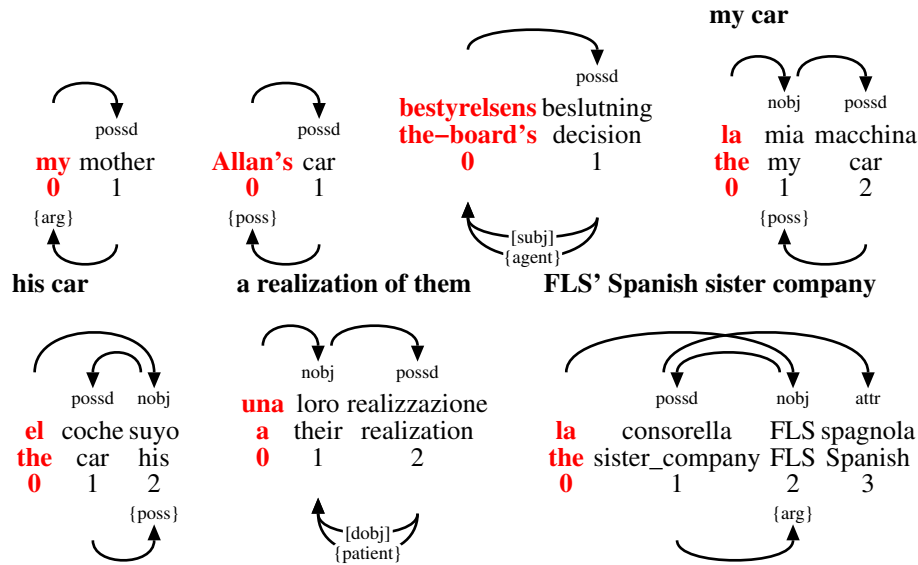 my car
possd
possd
possd
nobj possd
my mother
0 1
{arg}
Allan's car
0 1
{poss}
bestyrelsens beslutning
the–board's decision
0 1
[subj]
{agent}
la mia macchina
the my car
0 1 2
{poss}
his car
a realization of them
FLS' Spanish sister company
possd nobj
el coche suyo
the car his
0 1 2
{poss}
nobj possd
una loro realizzazione
a their realization
0 1 2
[dobj]
{patient}
possd nobj attr
la consorella FLS spagnola
the sister_company FLS Spanish
0 1 2 3
{arg}